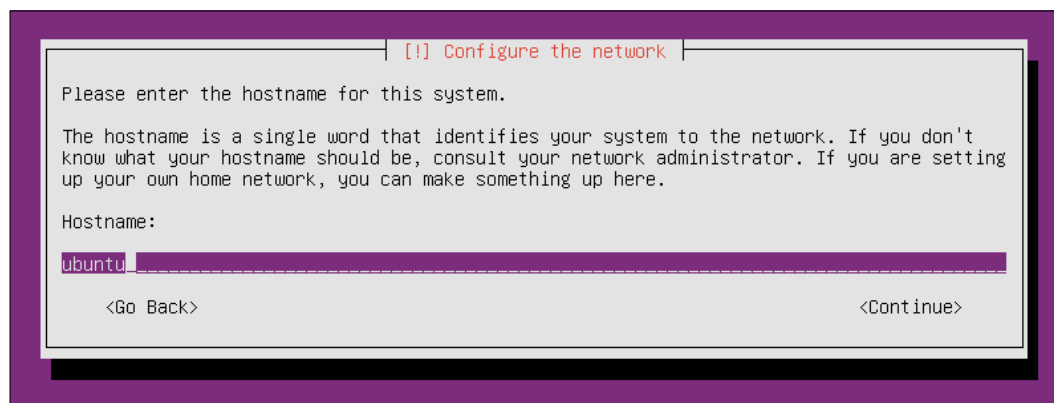 [!] Configure the network
Please enter the hostname for this system.
The hostname is a single word that identifies your system to the network. If you don't
know what your hostname should be, consult your network administrator. If you are setting
up your own home network, you can make something up here.
Hostname:
ubuntu
<Go Back> <Continue>